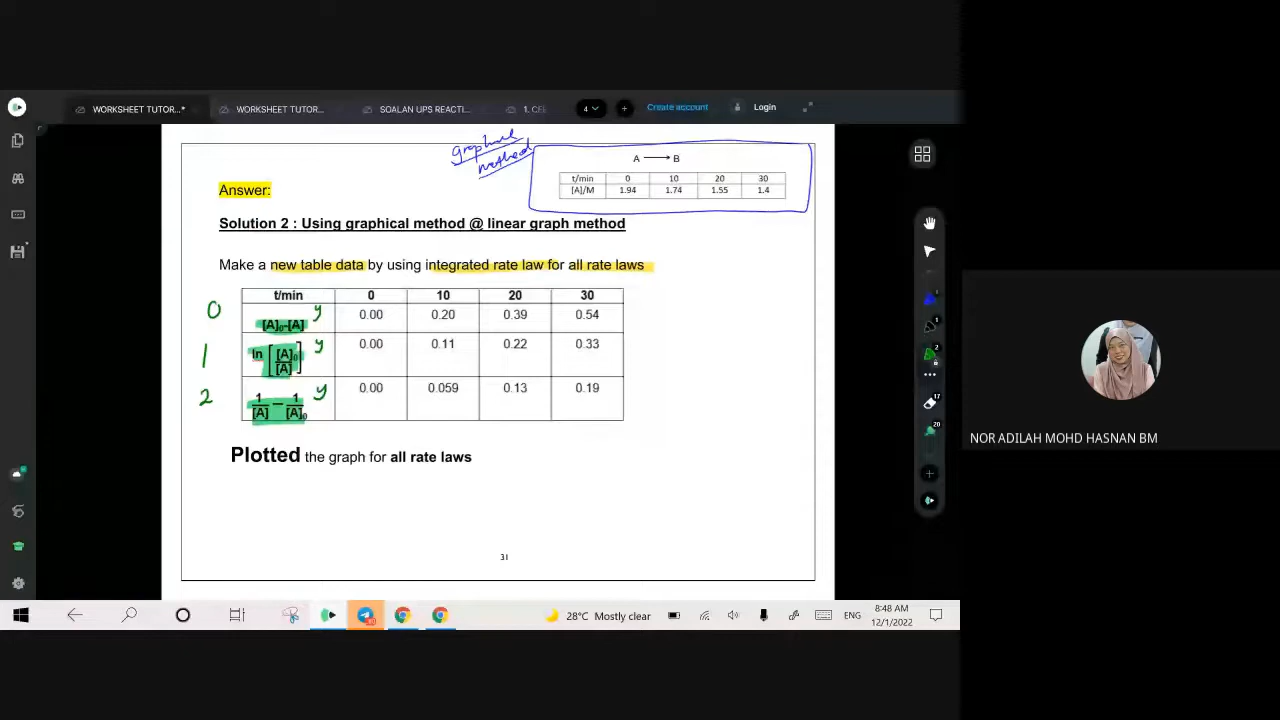 WORKSHEET TUTOR...* WORKSHEET TUTOR... SOALAN UPS REACTI... 1. CEI 4 + Create account Login
graphical method
A ⟶ B
t/min 0 10 20 30
[A]/M 1.94 1.74 1.55 1.4
Answer:
Solution 2 : Using graphical method @ linear graph method
Make a new table data by using integrated rate law for all rate laws
t/min 0 10 20 30
0 [A]₀-[A] y 0.00 0.20 0.39 0.54
1 ln [[A]₀/[A]] y 0.00 0.11 0.22 0.33
2 1/[A] − 1/[A]₀ y 0.00 0.059 0.13 0.19
Plotted the graph for all rate laws
31
NOR ADILAH MOHD HASNAN BM
28°C Mostly clear ENG 8:48 AM
12/1/2022